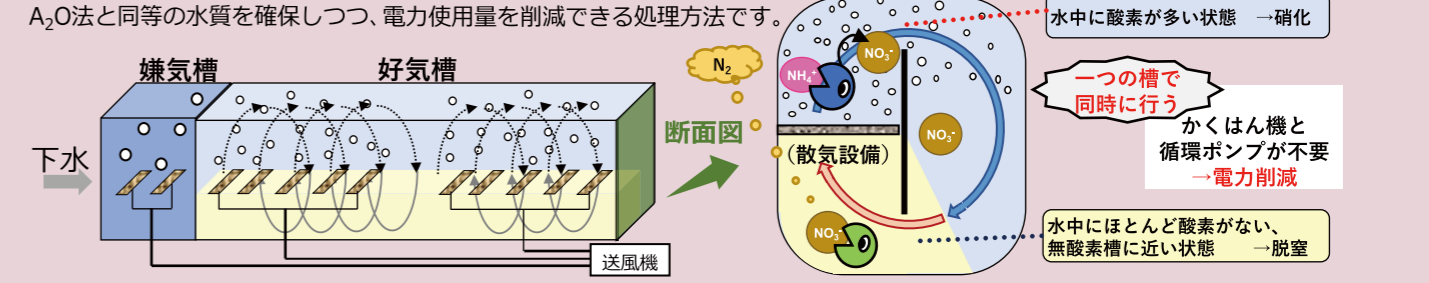 A₂O法と同等の水質を確保しつつ、電力使用量を削減できる処理方法です。
嫌気槽
好気槽
下水
送風機
断面図
N₂
NH₄⁺
NO₃⁻
NO₃⁻
（散気設備）
NO₃⁻
水中に酸素が多い状態　→硝化
一つの槽で
同時に行う
かくはん機と
循環ポンプが不要
→電力削減
水中にほとんど酸素がない、
無酸素槽に近い状態　→脱窒